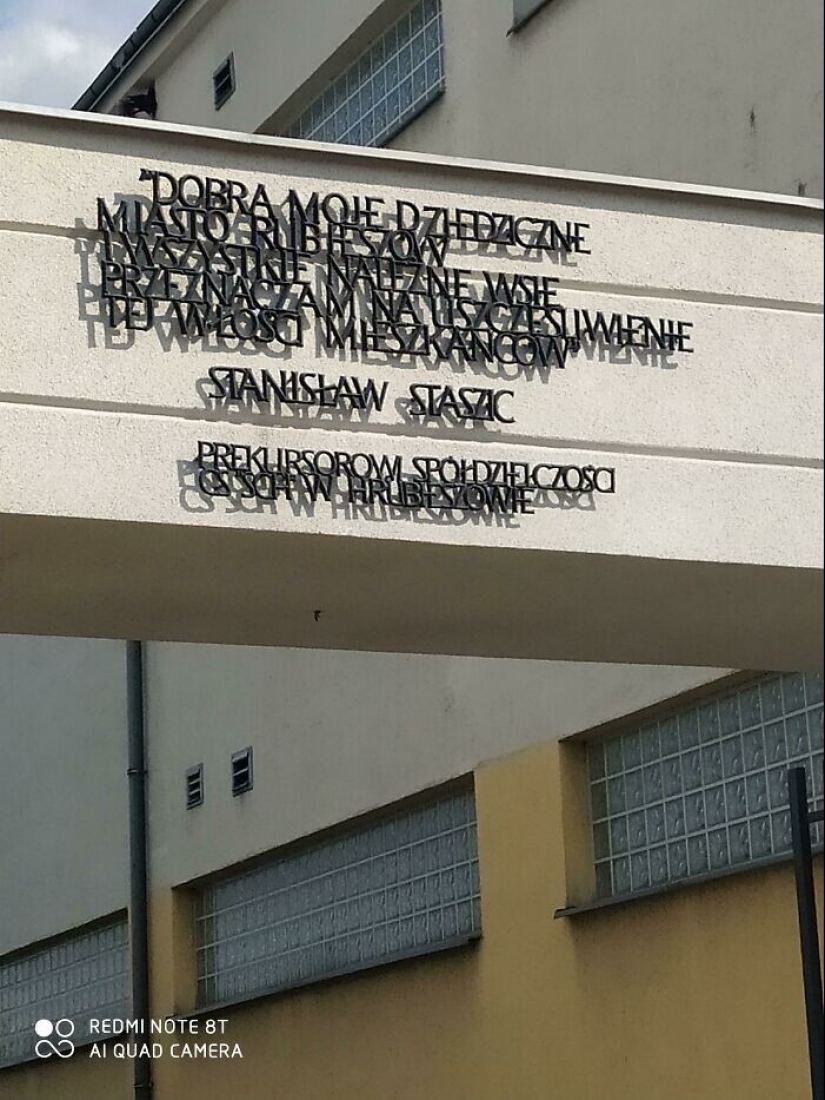 "DOBRA MOJE DZIEDZICZNE
MIASTO RUBIESZÓW
I WSZYSTKIE NALEŻNE WSIE
PRZEZNACZAM NA USZCZĘŚLIWIENIE
TEJ WŁOŚCI MIESZKAŃCÓW"
STANISŁAW STASZIC
PREKURSOROWI SPÓŁDZIELCZOŚCI
GS "SCH" W HRUBIESZOWIE
REDMI NOTE 8T
AI QUAD CAMERA